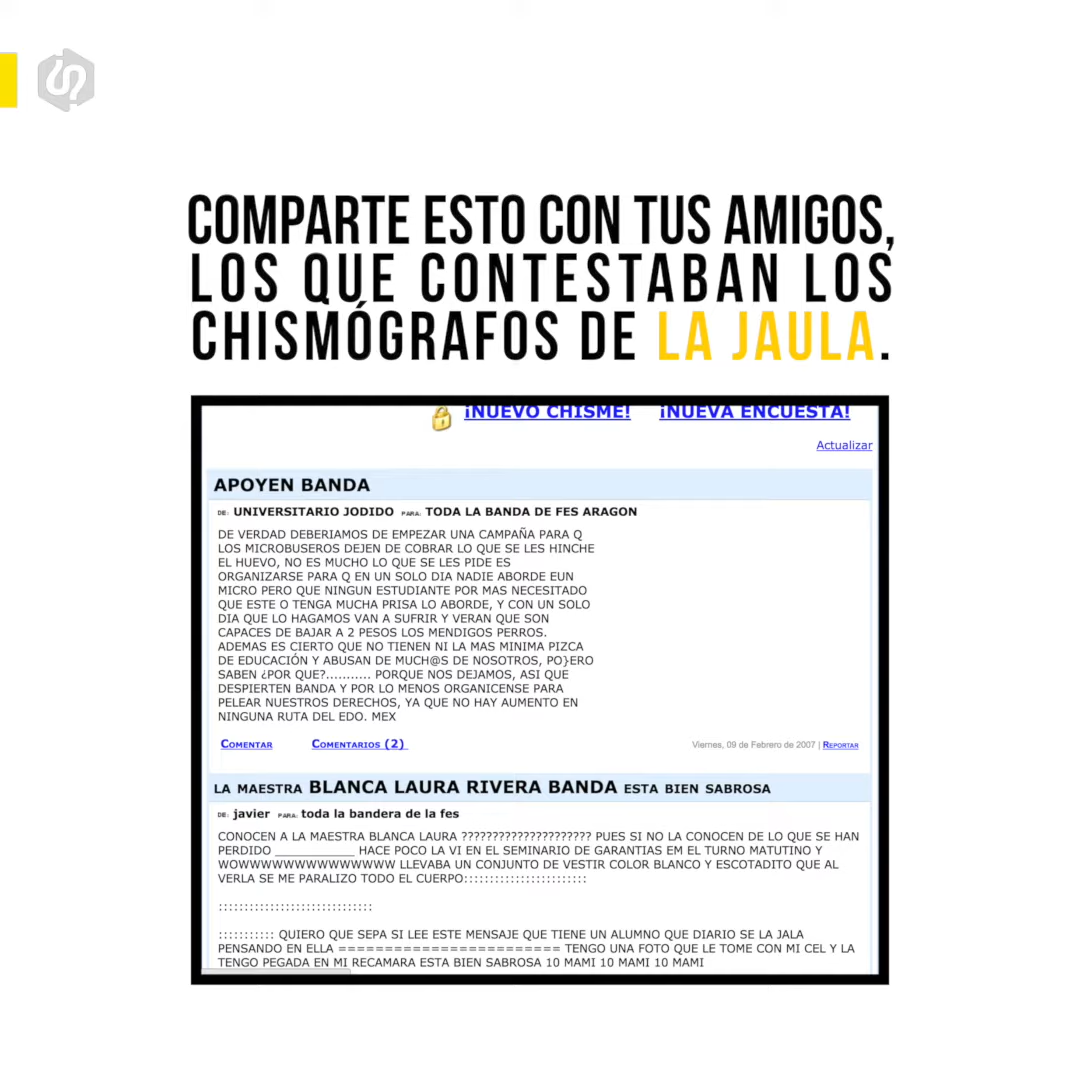 COMPARTE ESTO CON TUS AMIGOS,
LOS QUE CONTESTABAN LOS
CHISMÓGRAFOS DE LA JAULA.
¡NUEVO CHISME! ¡NUEVA ENCUESTA!
Actualizar
APOYEN BANDA
DE: UNIVERSITARIO JODIDO PARA: TODA LA BANDA DE FES ARAGON
DE VERDAD DEBERIAMOS DE EMPEZAR UNA CAMPAÑA PARA Q
LOS MICROBUSEROS DEJEN DE COBRAR LO QUE SE LES HINCHE
EL HUEVO, NO ES MUCHO LO QUE SE LES PIDE ES
ORGANIZARSE PARA Q EN UN SOLO DIA NADIE ABORDE EUN
MICRO PERO QUE NINGUN ESTUDIANTE POR MAS NECESITADO
QUE ESTE O TENGA MUCHA PRISA LO ABORDE, Y CON UN SOLO
DIA QUE LO HAGAMOS VAN A SUFRIR Y VERAN QUE SON
CAPACES DE BAJAR A 2 PESOS LOS MENDIGOS PERROS.
ADEMAS ES CIERTO QUE NO TIENEN NI LA MAS MINIMA PIZCA
DE EDUCACIÓN Y ABUSAN DE MUCH@S DE NOSOTROS, PO}ERO
SABEN ¿POR QUE?........... PORQUE NOS DEJAMOS, ASI QUE
DESPIERTEN BANDA Y POR LO MENOS ORGANICENSE PARA
PELEAR NUESTROS DERECHOS, YA QUE NO HAY AUMENTO EN
NINGUNA RUTA DEL EDO. MEX
COMENTAR COMENTARIOS (2) Viernes, 09 de Febrero de 2007 | REPORTAR
LA MAESTRA BLANCA LAURA RIVERA BANDA ESTA BIEN SABROSA
DE: javier PARA: toda la bandera de la fes
CONOCEN A LA MAESTRA BLANCA LAURA ????????????????????? PUES SI NO LA CONOCEN DE LO QUE SE HAN
PERDIDO ____________ HACE POCO LA VI EN EL SEMINARIO DE GARANTIAS EM EL TURNO MATUTINO Y
WOWWWWWWWWWWWWWWW LLEVABA UN CONJUNTO DE VESTIR COLOR BLANCO Y ESCOTADITO QUE AL
VERLA SE ME PARALIZO TODO EL CUERPO::::::::::::::::::::::::
::::::::::::::::::::::::::::::
::::::::::: QUIERO QUE SEPA SI LEE ESTE MENSAJE QUE TIENE UN ALUMNO QUE DIARIO SE LA JALA
PENSANDO EN ELLA ======================== TENGO UNA FOTO QUE LE TOME CON MI CEL Y LA
TENGO PEGADA EN MI RECAMARA ESTA BIEN SABROSA 10 MAMI 10 MAMI 10 MAMI